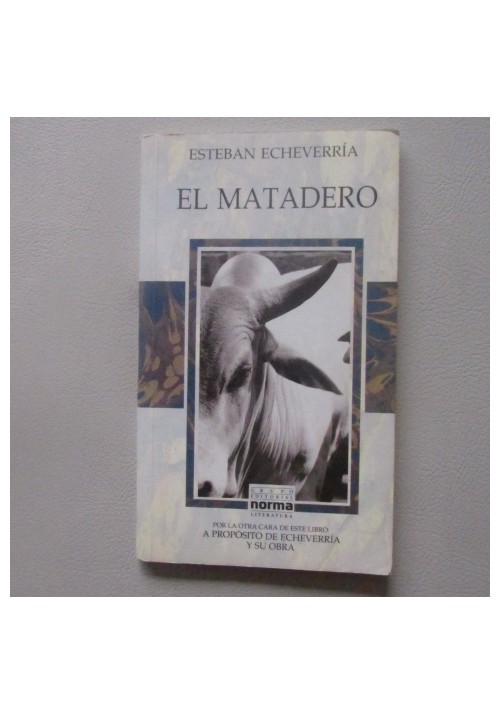 ESTEBAN ECHEVERRÍA
EL MATADERO
GRUPO
EDITORIAL
norma
LITERATURA
POR LA OTRA CARA DE ESTE LIBRO
A PROPÓSITO DE ECHEVERRÍA
Y SU OBRA